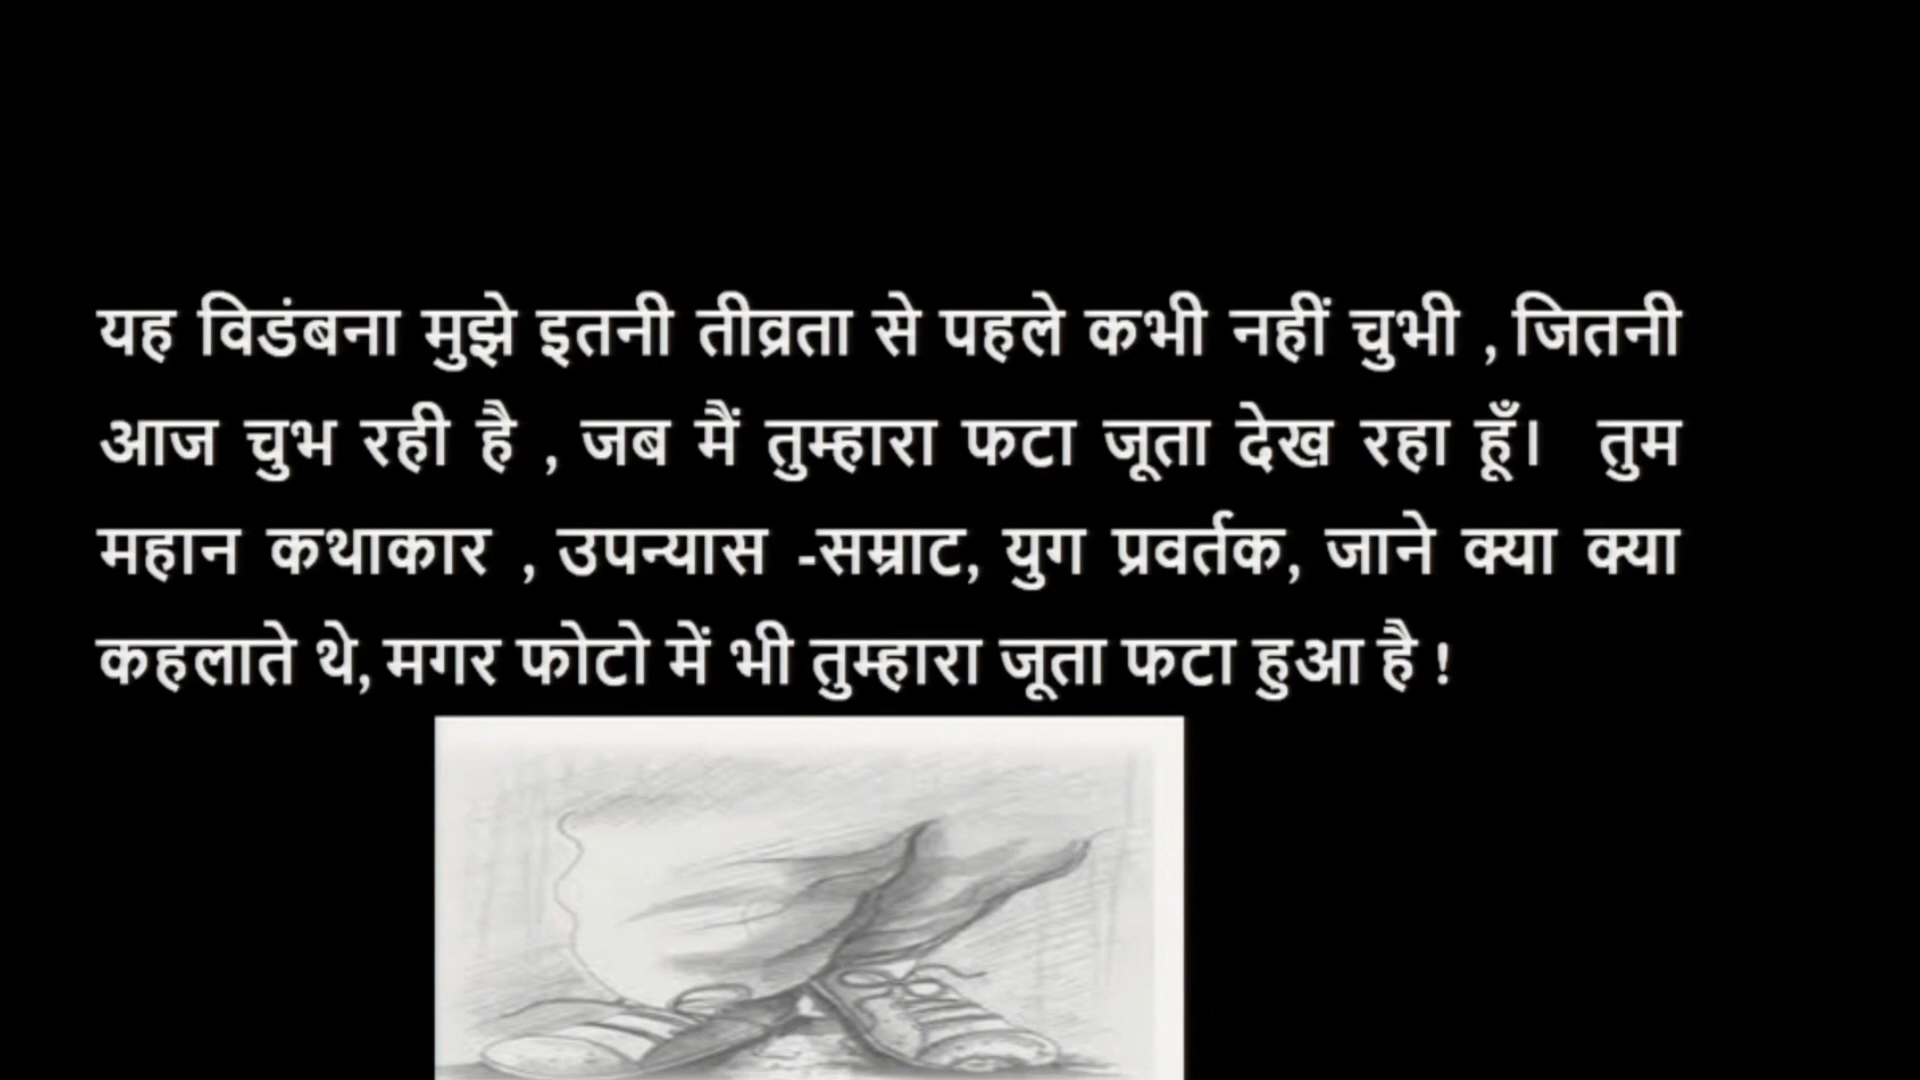 यह विडंबना मुझे इतनी तीव्रता से पहले कभी नहीं चुभी , जितनी
आज चुभ रही है , जब मैं तुम्हारा फटा जूता देख रहा हूँ। तुम
महान कथाकार , उपन्यास -सम्राट, युग प्रवर्तक, जाने क्या क्या
कहलाते थे, मगर फोटो में भी तुम्हारा जूता फटा हुआ है !